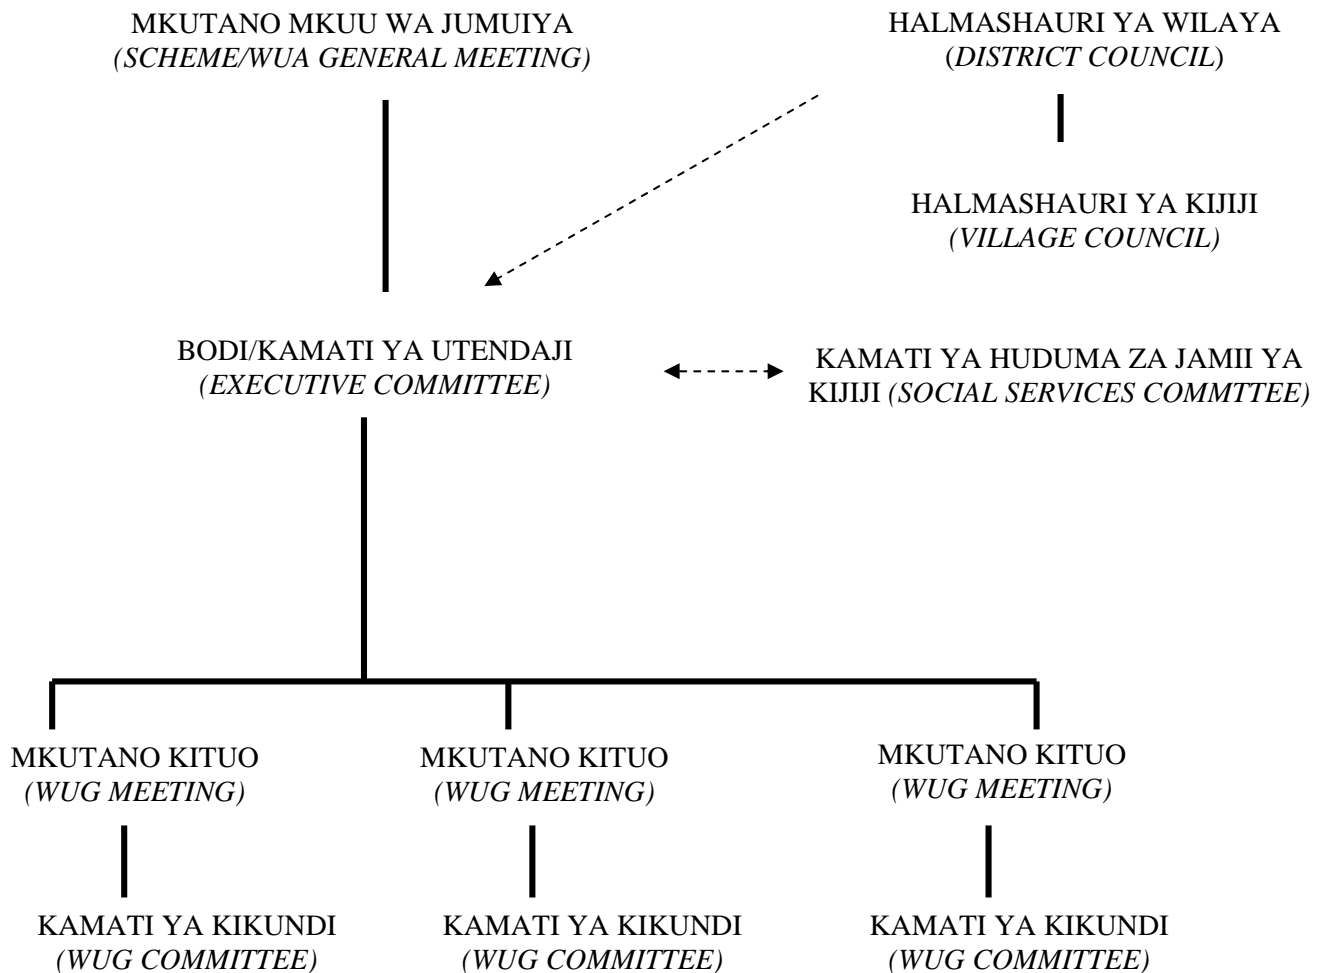 MKUTANO MKUU WA JUMUIYA
(SCHEME/WUA GENERAL MEETING)
HALMASHAURI YA WILAYA
(DISTRICT COUNCIL)
HALMASHAURI YA KIJIJI
(VILLAGE COUNCIL)
BODI/KAMATI YA UTENDAJI
(EXECUTIVE COMMITTEE)
KAMATI YA HUDUMA ZA JAMII YA
KIJIJI (SOCIAL SERVICES COMMTTEE)
MKUTANO KITUO
(WUG MEETING)
MKUTANO KITUO
(WUG MEETING)
MKUTANO KITUO
(WUG MEETING)
KAMATI YA KIKUNDI
(WUG COMMITTEE)
KAMATI YA KIKUNDI
(WUG COMMITTEE)
KAMATI YA KIKUNDI
(WUG COMMITTEE)